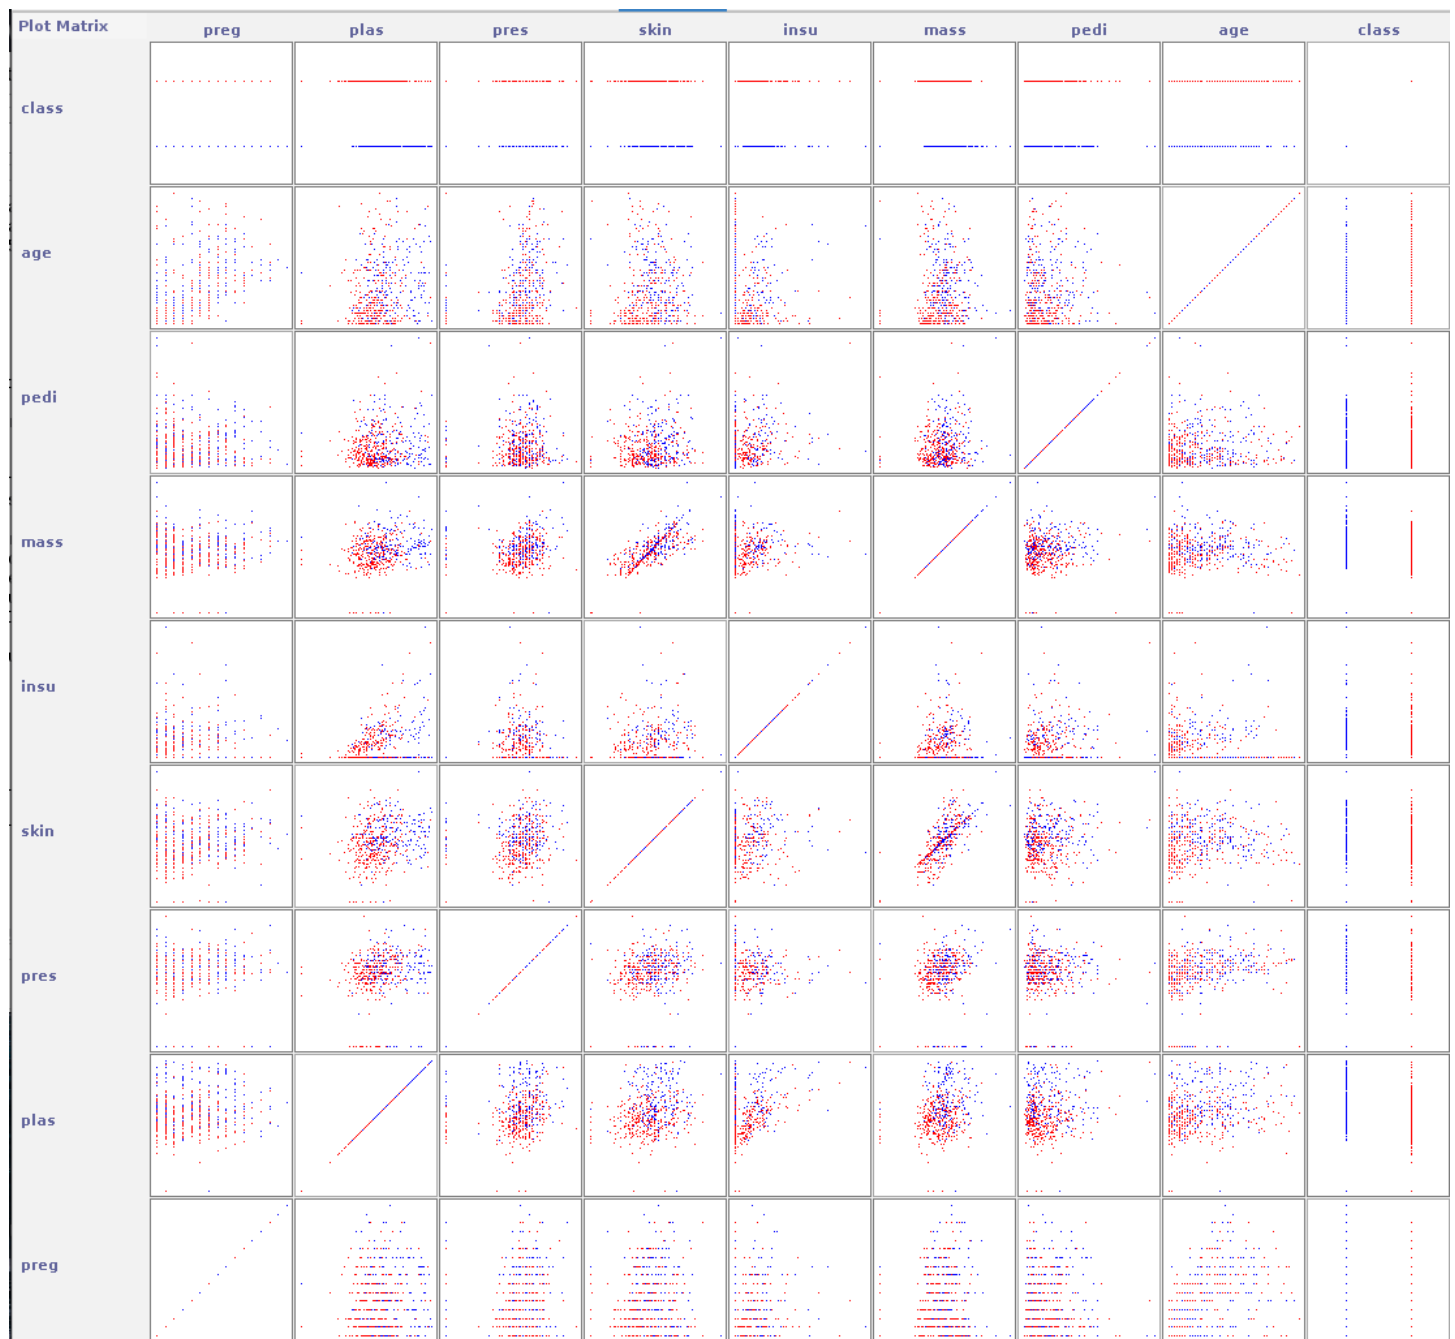 Plot Matrix preg plas pres skin insu mass pedi age class
class
age
pedi
mass
insu
skin
pres
plas
preg